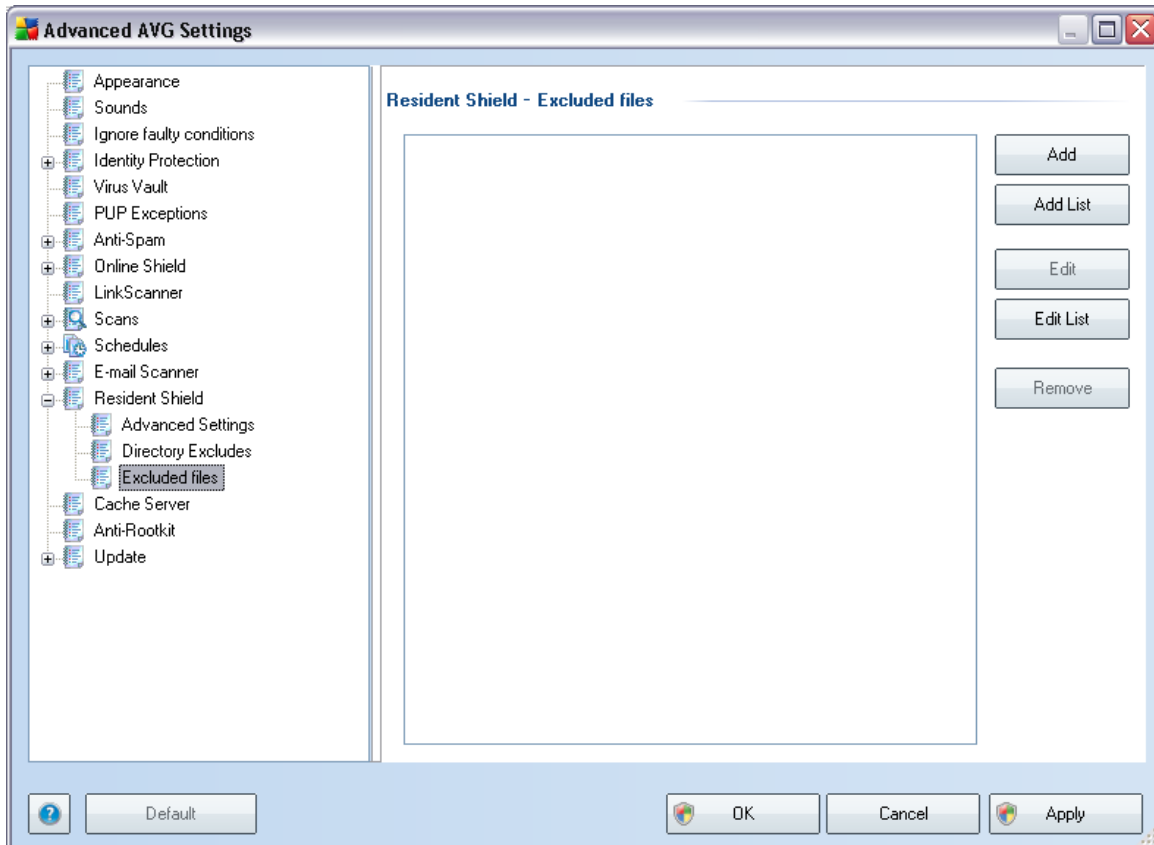 Advanced AVG Settings
Appearance
Sounds
Ignore faulty conditions
Identity Protection
Virus Vault
PUP Exceptions
Anti-Spam
Online Shield
LinkScanner
Scans
Schedules
E-mail Scanner
Resident Shield
Advanced Settings
Directory Excludes
Excluded files
Cache Server
Anti-Rootkit
Update
Resident Shield - Excluded files
Add
Add List
Edit
Edit List
Remove
?
Default
OK
Cancel
Apply